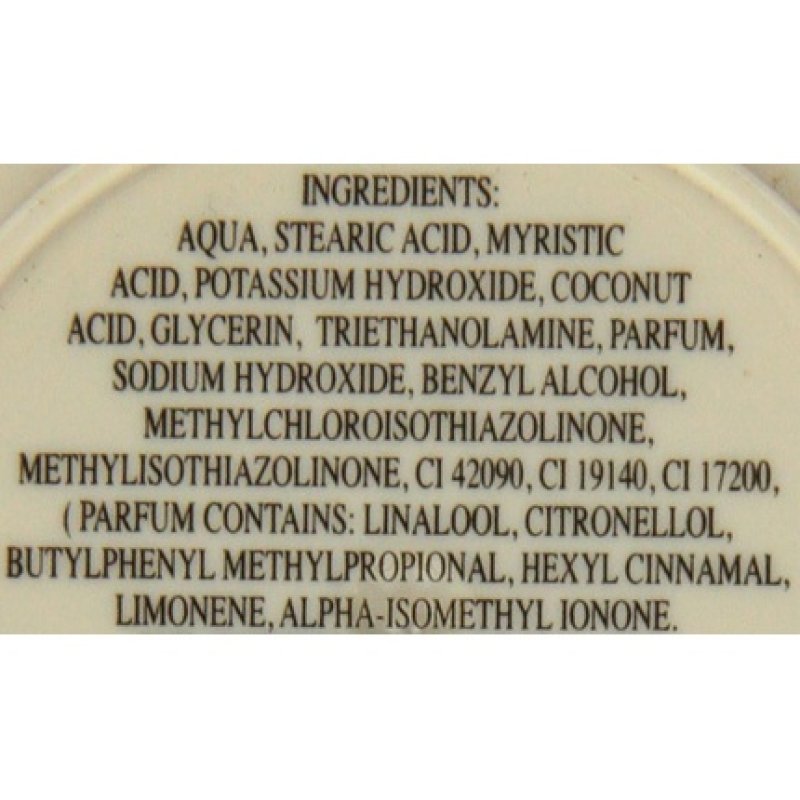 INGREDIENTS:
AQUA, STEARIC ACID, MYRISTIC
ACID, POTASSIUM HYDROXIDE, COCONUT
ACID, GLYCERIN, TRIETHANOLAMINE, PARFUM,
SODIUM HYDROXIDE, BENZYL ALCOHOL,
METHYLCHLOROISOTHIAZOLINONE,
METHYLISOTHIAZOLINONE, CI 42090, CI 19140, CI 17200,
( PARFUM CONTAINS: LINALOOL, CITRONELLOL,
BUTYLPHENYL METHYLPROPIONAL, HEXYL CINNAMAL,
LIMONENE, ALPHA-ISOMETHYL IONONE.